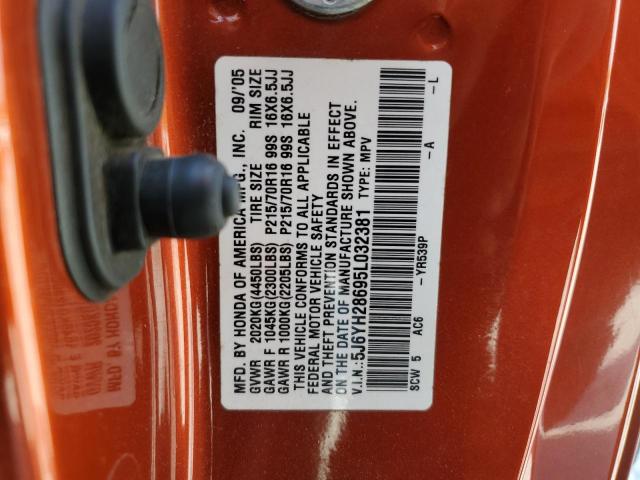 MFD. BY HONDA OF AMERICA MFG., INC. 09/'05
GVWR 2020KG(4450LBS) TIRE SIZE RIM SIZE
GAWR F 1045KG(2300LBS) P215/70R16 99S 16X6.5JJ
GAWR R 1000KG(2205LBS) P215/70R16 99S 16X6.5JJ
THIS VEHICLE CONFORMS TO ALL APPLICABLE
FEDERAL MOTOR VEHICLE SAFETY
AND THEFT PREVENTION STANDARDS IN EFFECT
ON THE DATE OF MANUFACTURE SHOWN ABOVE.
V.I.N.: 5J6YH28695L032381 TYPE: MPV
SCW 5 AC6 - YR539P -A -L